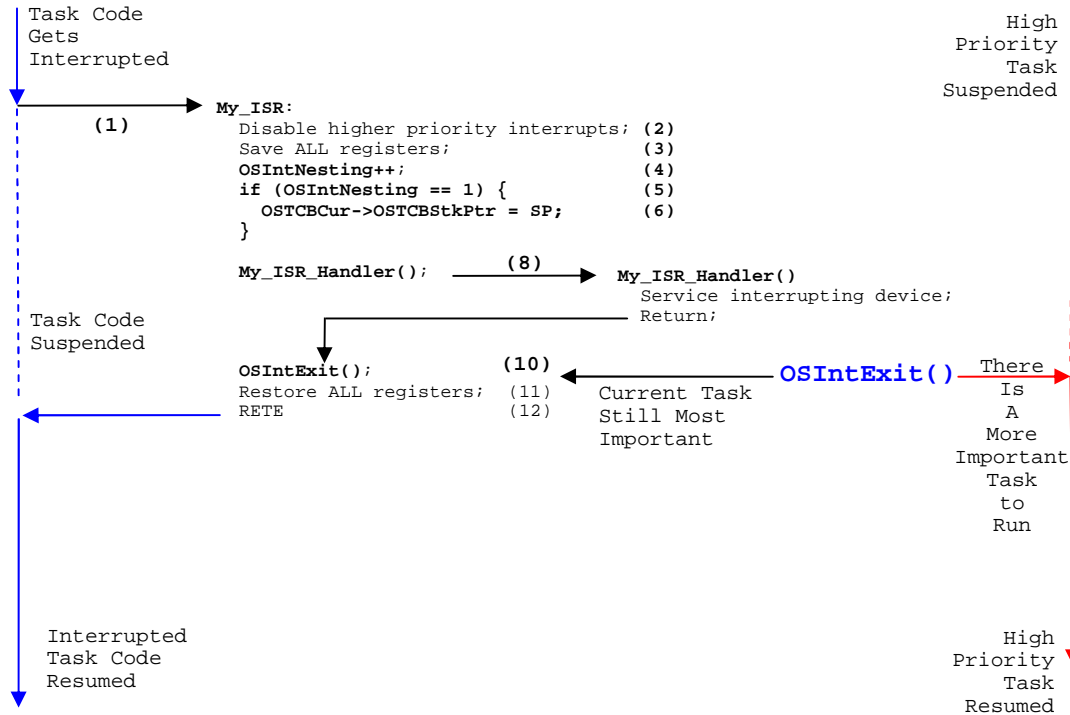 Task Code
Gets
Interrupted
High
Priority
Task
Suspended
(1)
My_ISR:
Disable higher priority interrupts; (2)
Save ALL registers; (3)
OSIntNesting++; (4)
if (OSIntNesting == 1) { (5)
OSTCBCur->OSTCBStkPtr = SP; (6)
}
My_ISR_Handler();
(8)
My_ISR_Handler()
Service interrupting device;
Return;
Task Code
Suspended
OSIntExit(); (10)
Restore ALL registers; (11)
RETE (12)
Current Task
Still Most
Important
OSIntExit()
There
Is
A
More
Important
Task
to
Run
Interrupted
Task Code
Resumed
High
Priority
Task
Resumed